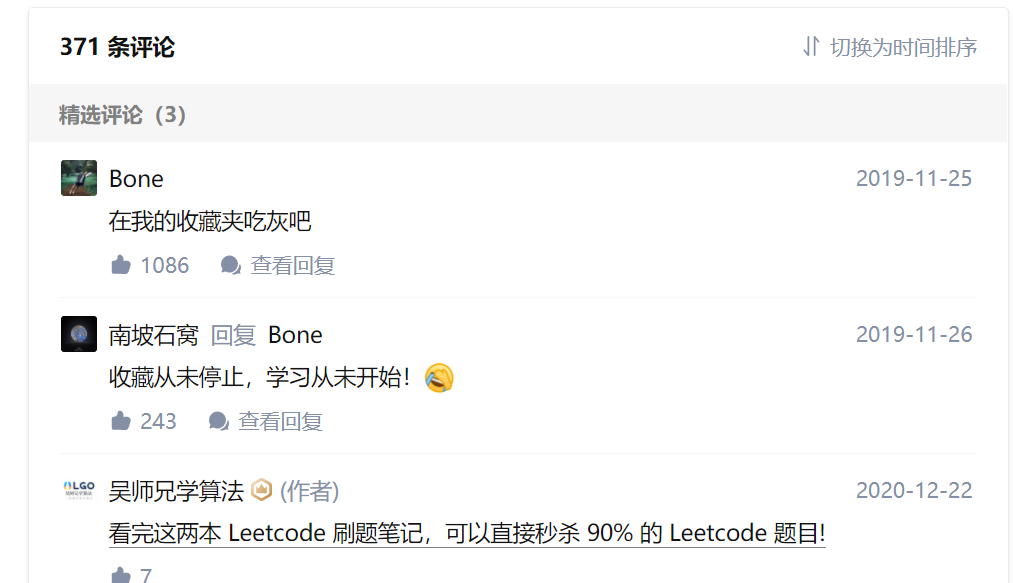 371 条评论
切换为时间排序
精选评论（3）
Bone
2019-11-25
在我的收藏夹吃灰吧
1086 查看回复
南坡石窝 回复 Bone
2019-11-26
收藏从未停止，学习从未开始！🤣
243 查看回复
LGO
吴师兄学算法 (作者)
2020-12-22
看完这两本 Leetcode 刷题笔记，可以直接秒杀 90% 的 Leetcode 题目!
7